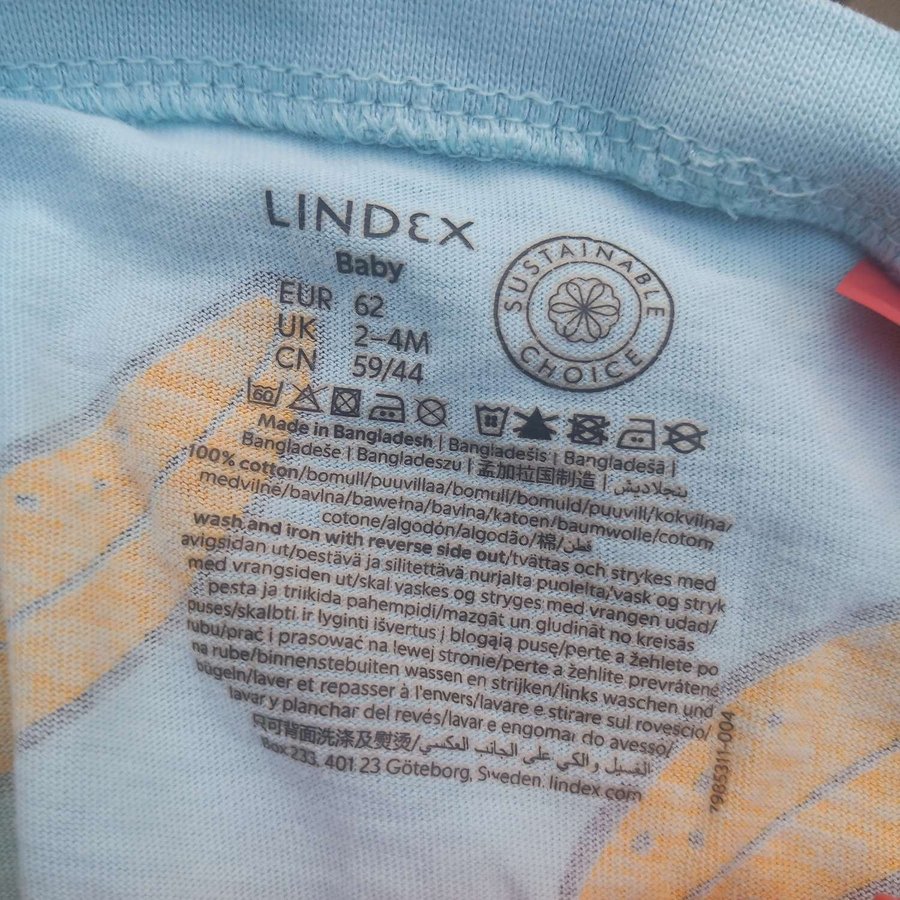 LINDEX
Baby
EUR 62
UK 2-4M
CN 59/44
SUSTAINABLE CHOICE
60
Made in Bangladesh | Bangladešis | Bangladešā |
Bangladeše | Bangladeszu | 孟加拉国制造 | بنجلاديش
100% cotton/bomull/puuvillaa/bomull/bomuld/puuvill/kokvilna/
medvilnė/bavlna/bawełna/bavlna/katoen/baumwolle/coton/
cotone/algodón/algodão/棉/قطن
wash and iron with reverse side out/tvättas och strykes med
avigsidan ut/pestävä ja silitettävä nurjalta puolelta/vask og stryk
med vrangsiden ut/skal vaskes og stryges med vrangen udad/
pesta ja triikida pahempidi/mazgāt un gludināt no kreisās
puses/skalbti ir lyginti išvertus į blogąją pusę/perte a žehlete po
rubu/prać i prasować na lewej stronie/perte a žehlite prevrátené
na rube/binnenstebuiten wassen en strijken/links waschen und
bügeln/laver et repasser à l'envers/lavare e stirare sul rovescio/
lavar y planchar del revés/lavar e engomar do avesso/
只可背面洗涤及熨烫/الغسيل والكي على الجانب العكسي
Box 233, 401 23 Göteborg, Sweden. lindex.com
7985311-004